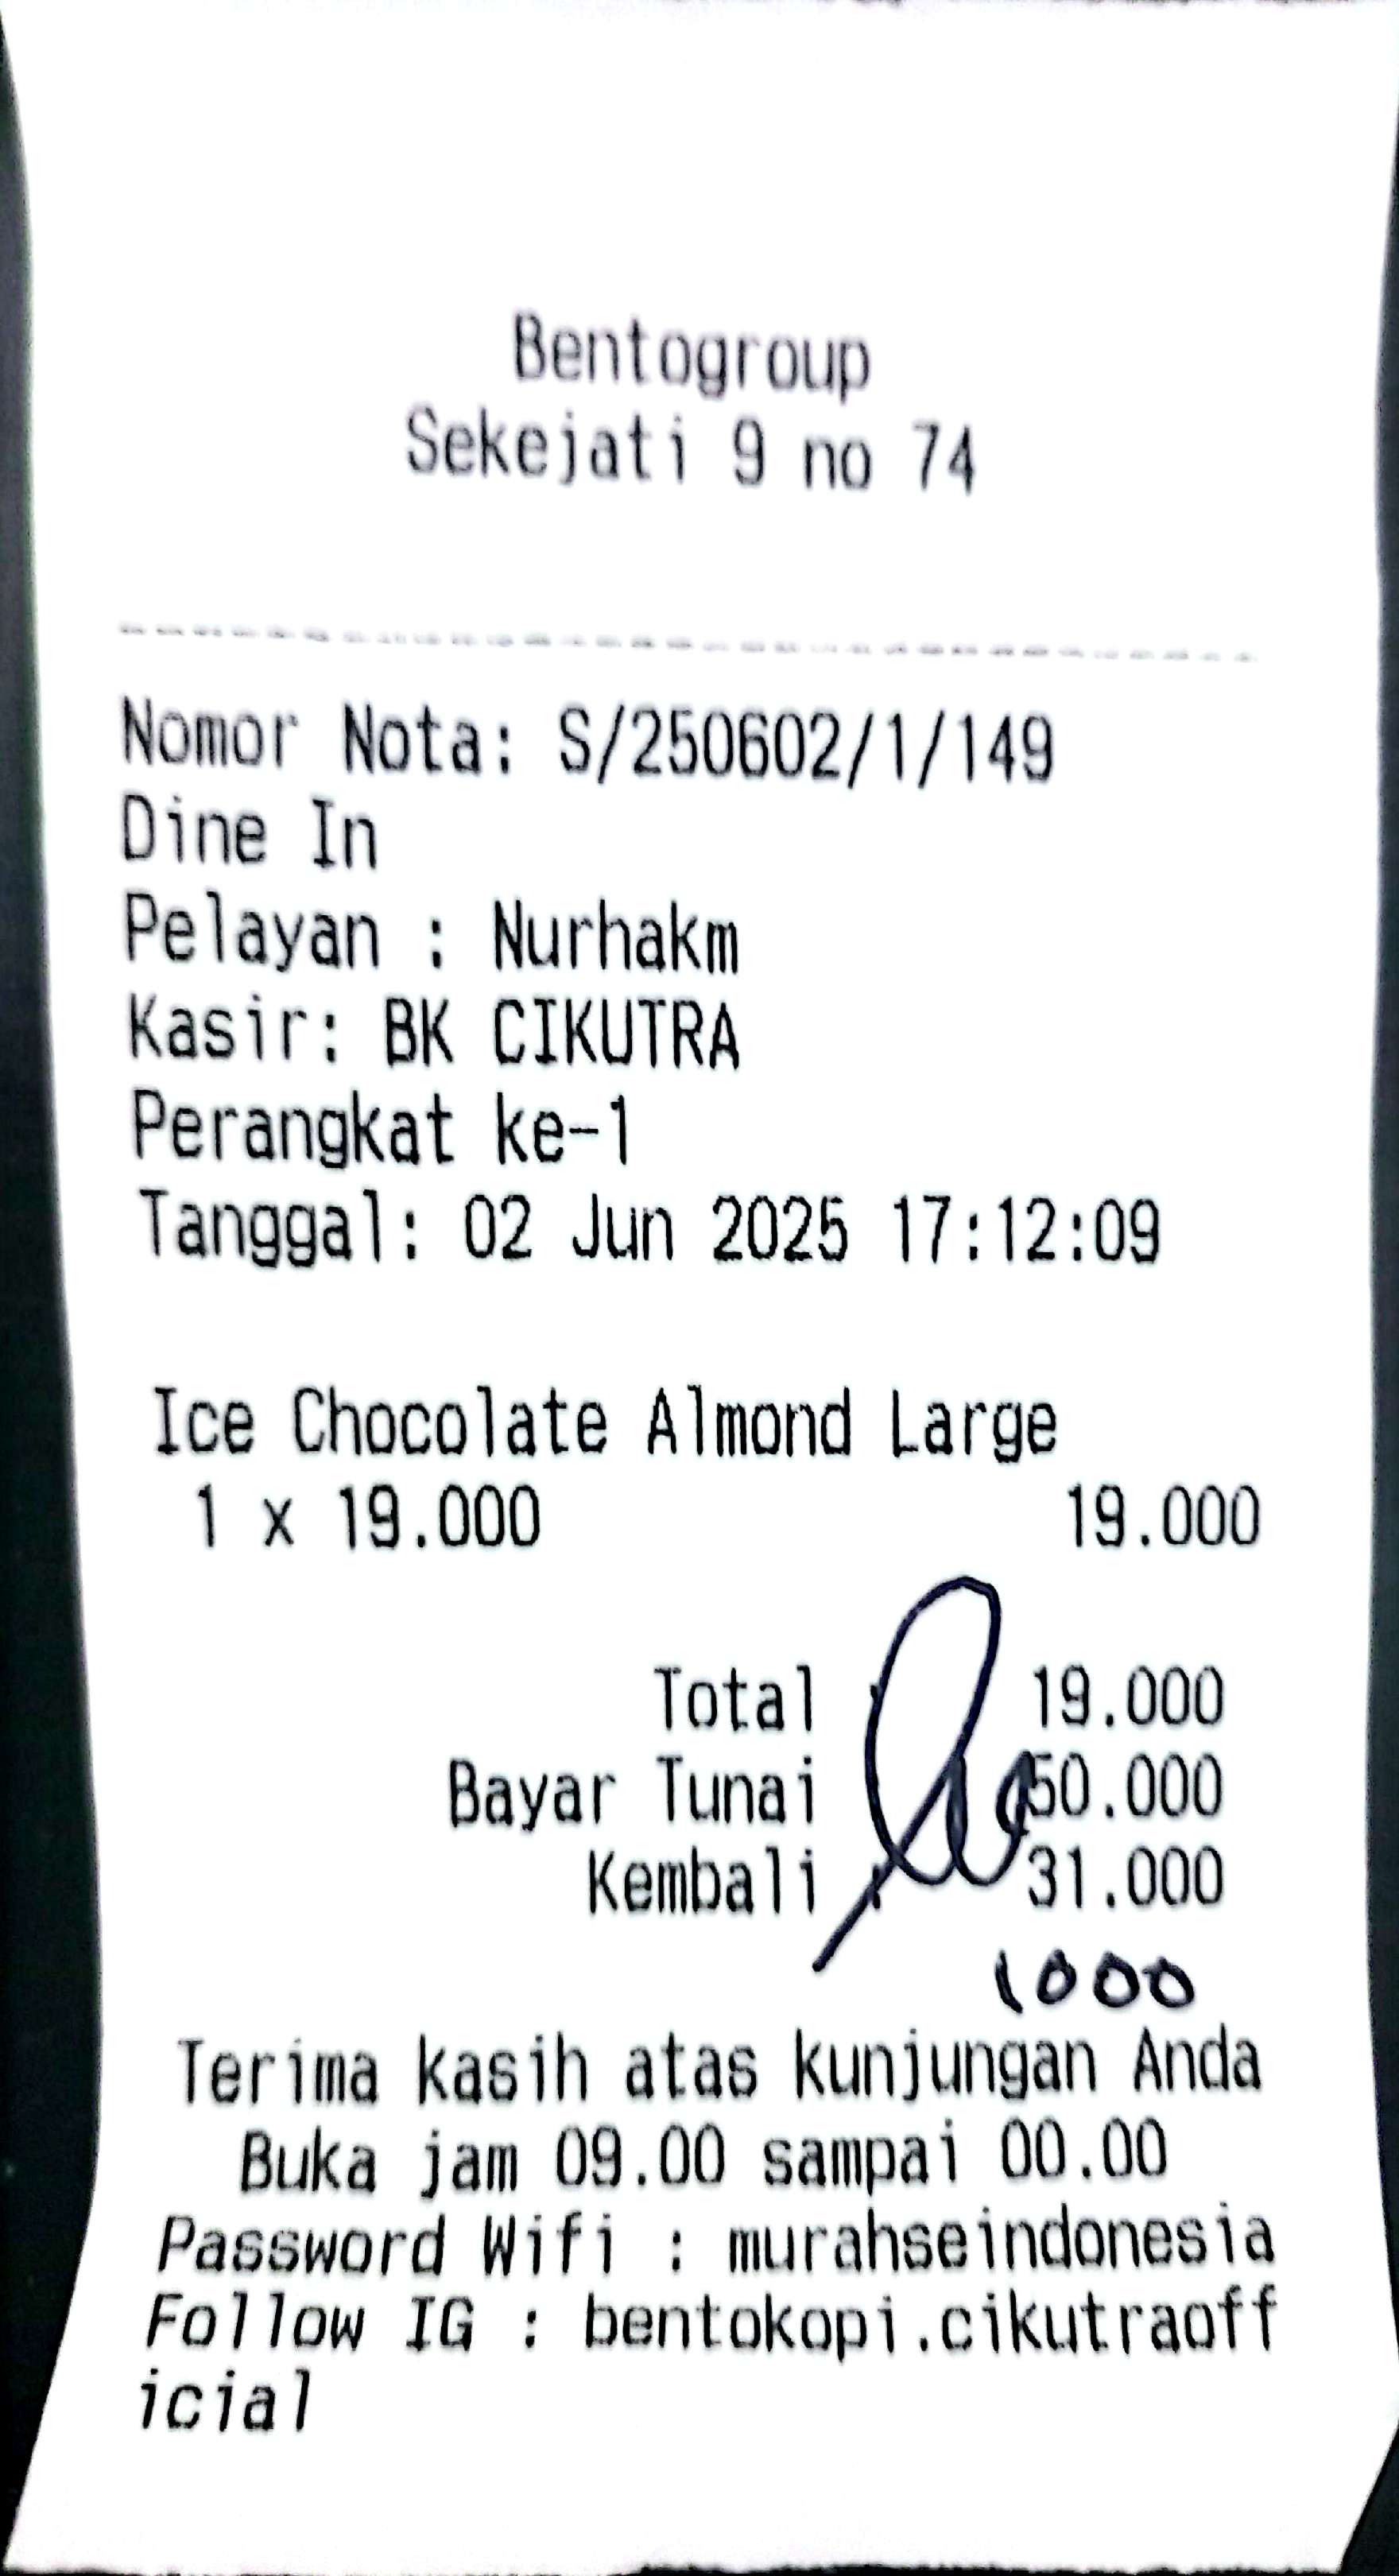 Bentogroup
Sekejati 9 no 74
Nomor Nota: S/250602/1/149
Dine In
Pelayan : Nurhakm
Kasir: BK CIKUTRA
Perangkat ke-1
Tanggal: 02 Jun 2025 17:12:09
Ice Chocolate Almond Large
1 x 19.000 19.000
Total : 19.000
Bayar Tunai : 50.000
Kembali : 31.000
1000
Terima kasih atas kunjungan Anda
Buka jam 09.00 sampai 00.00
Password Wifi : murahseindonesia
Follow IG : bentokopi.cikutraoff
icial